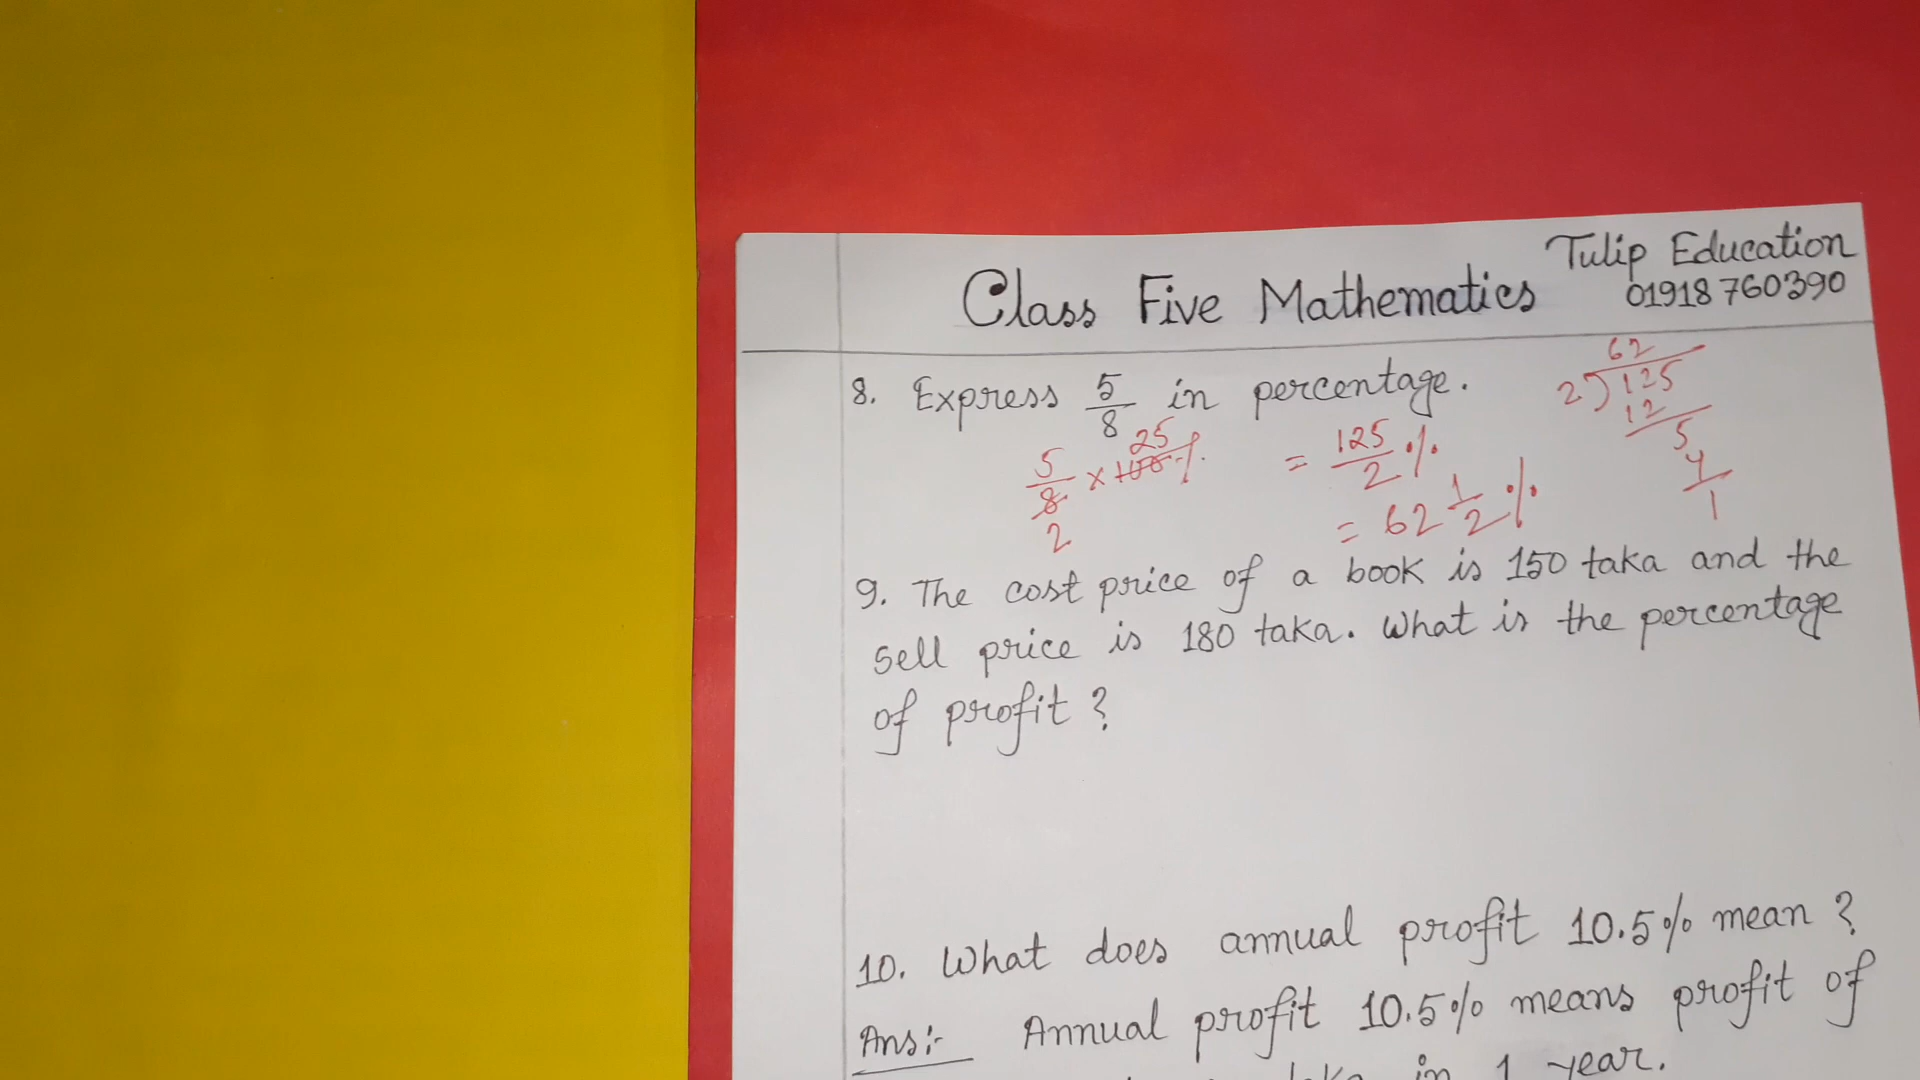 Tulip Education
Class Five Mathematics 01918760390
8. Express 5/8 in percentage.
5/8 × 100 %
25
2
= 125/2 %
= 62 1/2 %
62
2)125
12
5
4
1
9. The cost price of a book is 150 taka and the
sell price is 180 taka. What is the percentage
of profit ?
10. What does annual profit 10.5% mean ?
Ans:- Annual profit 10.5% means profit of
in 1 year.